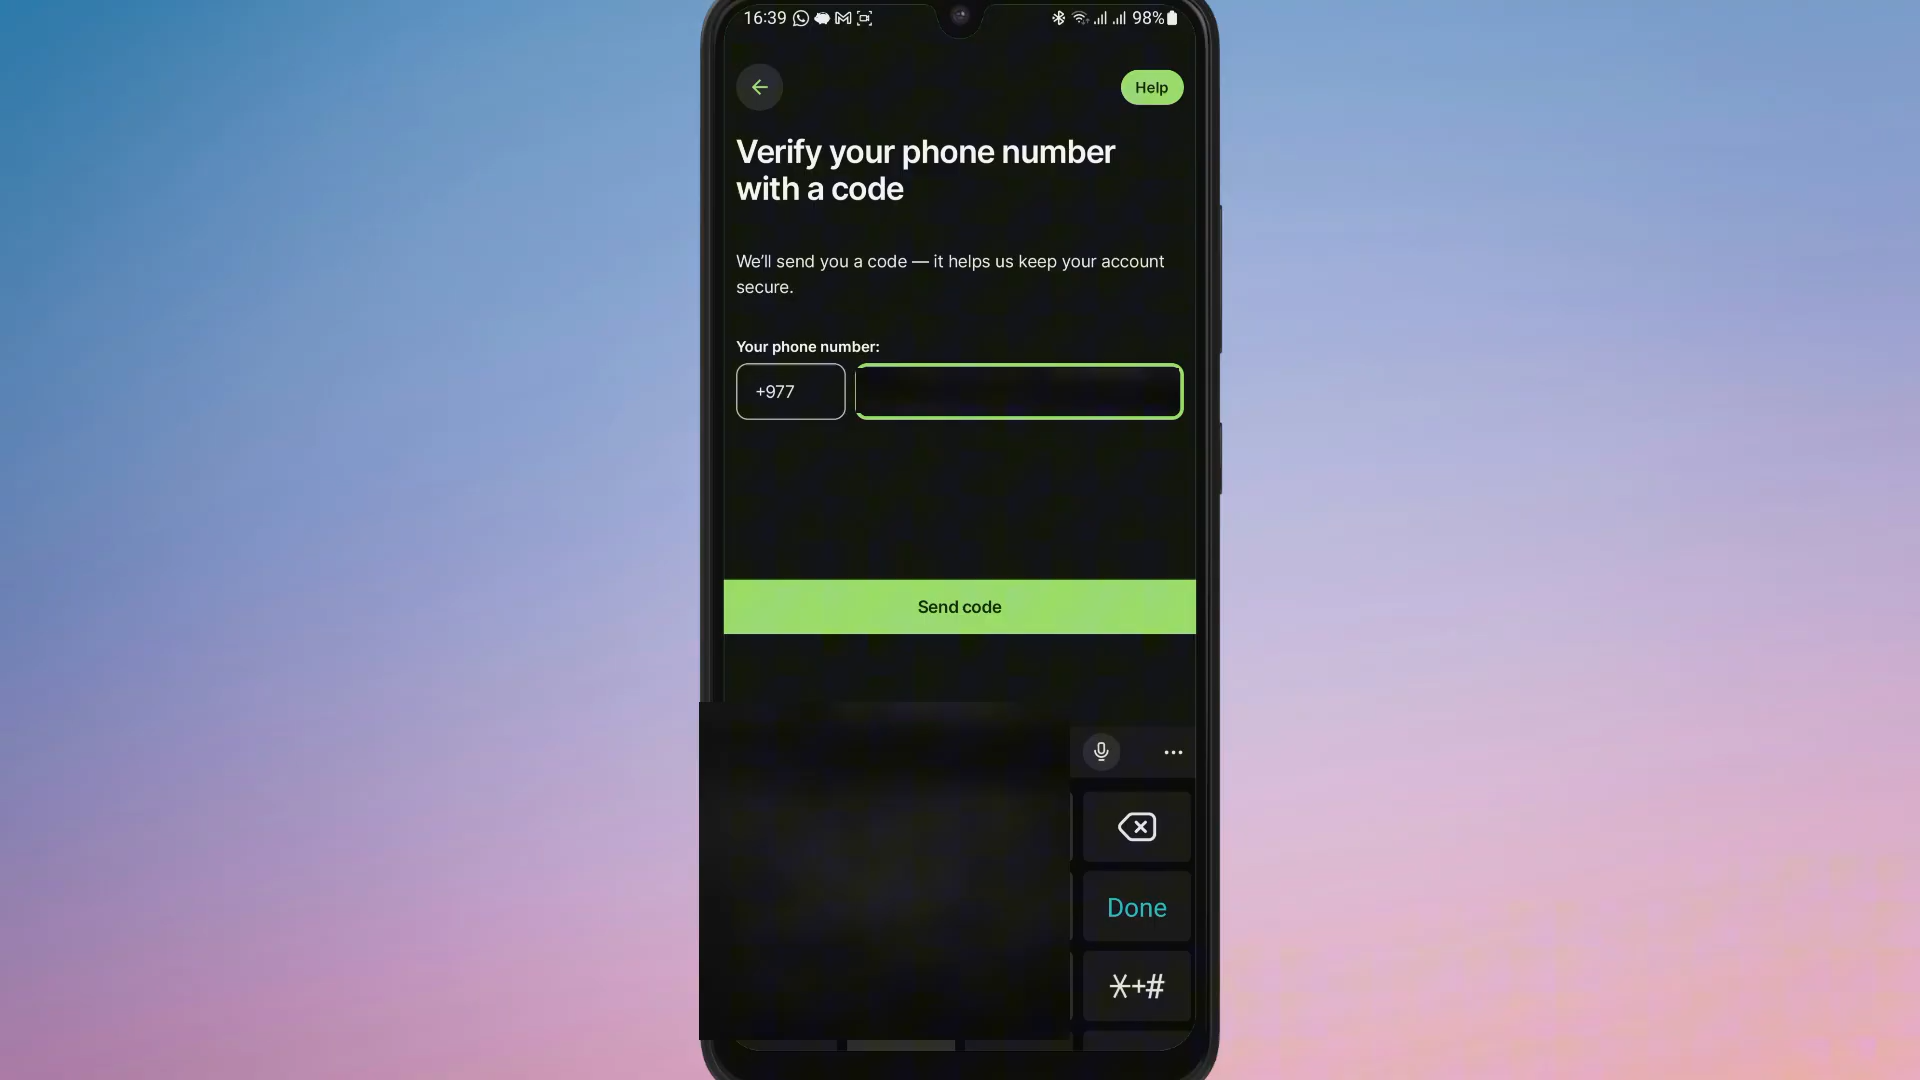 16:39 98%
Help
Verify your phone number
with a code
We'll send you a code — it helps us keep your account
secure.
Your phone number:
+977
Send code
Done
*+#